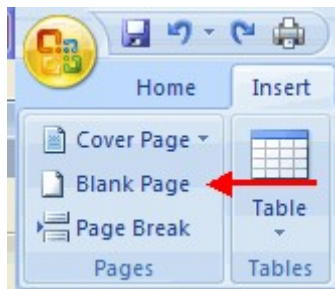 Home Insert
Cover Page
Blank Page
Page Break
Table
Pages Tables